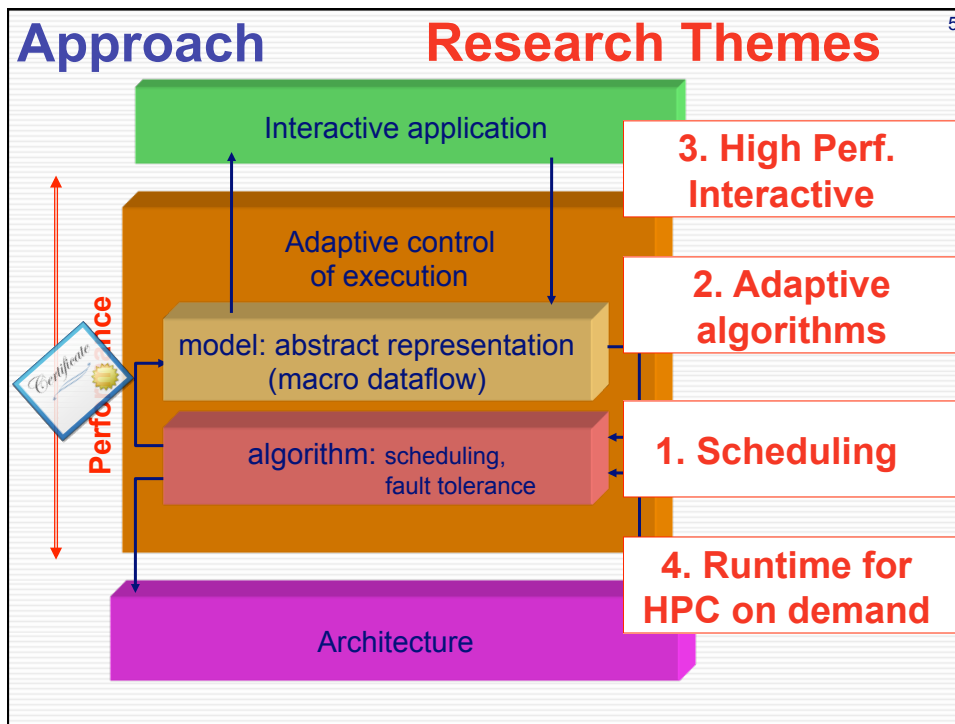 Approach
Research Themes
5
Interactive application
3. High Perf.
Interactive
Adaptive control
of execution
2. Adaptive
algorithms
model: abstract representation
(macro dataflow)
Certificate
1. Scheduling
algorithm: scheduling,
fault tolerance
4. Runtime for
HPC on demand
Architecture